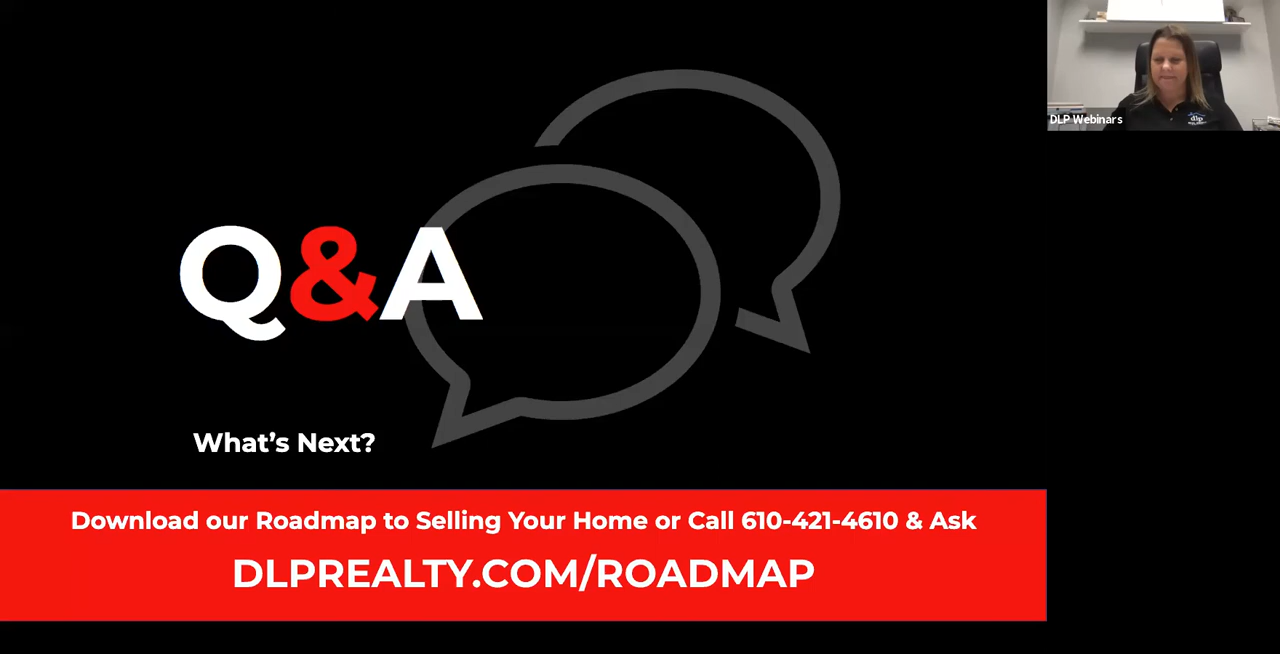 DLP Webinars
dlp
Q&A
What's Next?
Download our Roadmap to Selling Your Home or Call 610-421-4610 & Ask
DLPREALTY.COM/ROADMAP